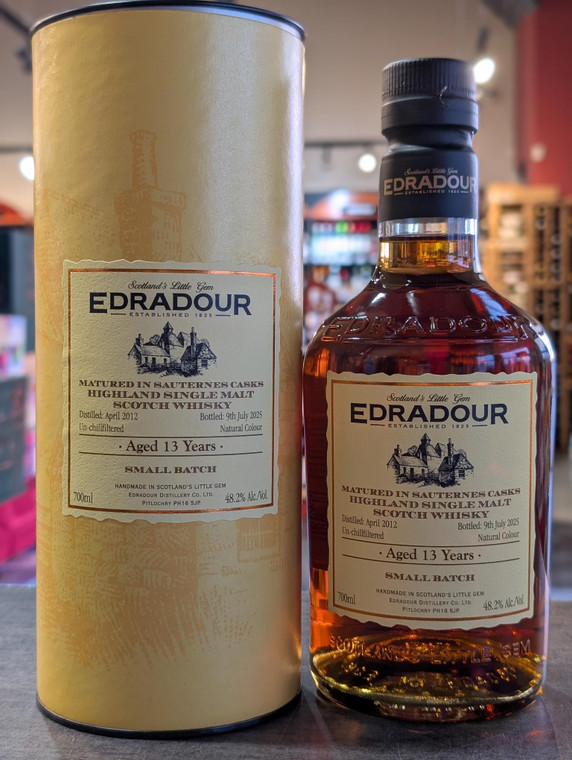 Scotland's Little Gem
EDRADOUR
ESTABLISHED 1825
MATURED IN SAUTERNES CASKS
HIGHLAND SINGLE MALT
SCOTCH WHISKY
Distilled: April 2012 Bottled: 9th July 2025
Un-chillfiltered Natural Colour
· Aged 13 Years ·
SMALL BATCH
HANDMADE IN SCOTLAND'S LITTLE GEM
EDRADOUR DISTILLERY CO. LTD.
700ml PITLOCHRY PH16 5JP 48.2% Alc./Vol.
Scotland's Little Gem
EDRADOUR
EDRADOUR
Scotland's Little Gem
EDRADOUR
ESTABLISHED 1825
MATURED IN SAUTERNES CASKS
HIGHLAND SINGLE MALT
SCOTCH WHISKY
Distilled: April 2012 Bottled: 9th July 2025
Un-chillfiltered Natural Colour
· Aged 13 Years ·
SMALL BATCH
HANDMADE IN SCOTLAND'S LITTLE GEM
EDRADOUR DISTILLERY CO. LTD.
700ml PITLOCHRY PH16 5JP 48.2% Alc./Vol.
SCOTLAND'S LITTLE GEM